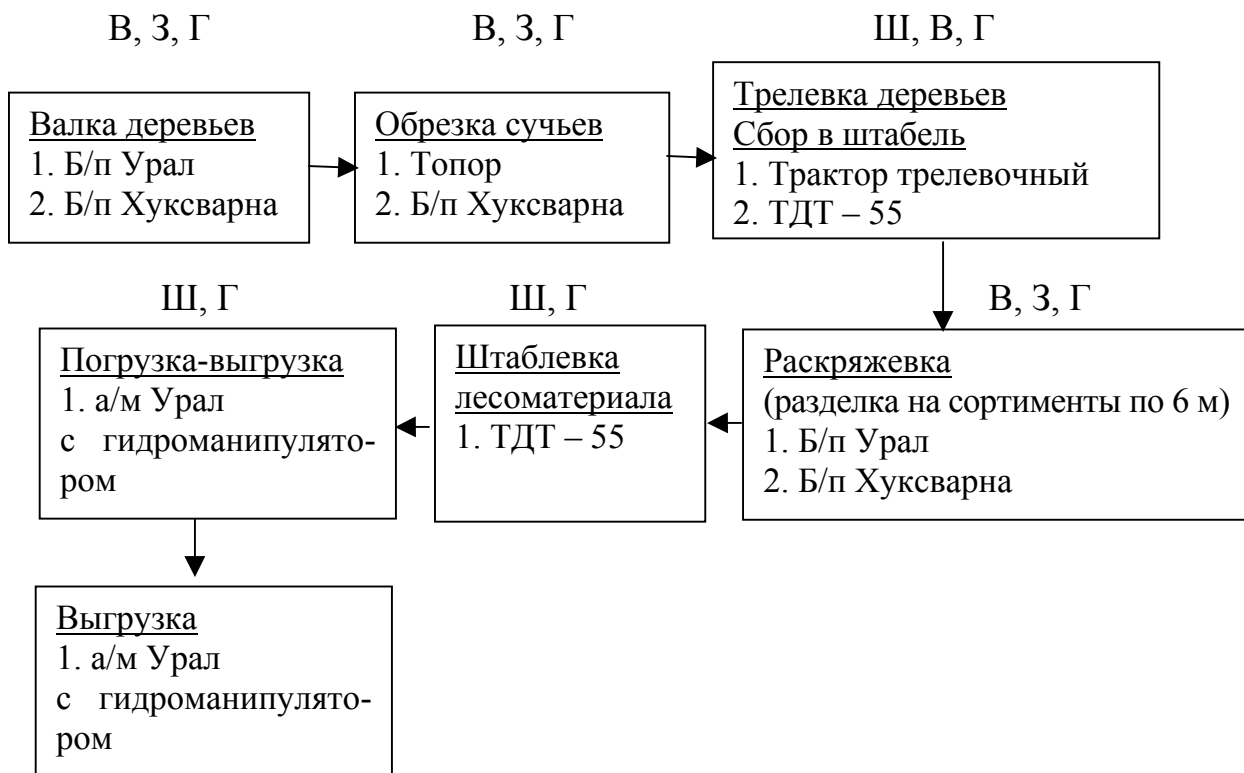 В, З, Г
Валка деревьев
1. Б/п Урал
2. Б/п Хуксварна
В, З, Г
Обрезка сучьев
1. Топор
2. Б/п Хуксварна
Ш, В, Г
Трелевка деревьев
Сбор в штабель
1. Трактор трелевочный
2. ТДТ – 55
В, З, Г
Раскряжевка
(разделка на сортименты по 6 м)
1. Б/п Урал
2. Б/п Хуксварна
Ш, Г
Штаблевка
лесоматериала
1. ТДТ – 55
Ш, Г
Погрузка-выгрузка
1. а/м Урал
с гидроманипулято-
ром
Выгрузка
1. а/м Урал
с гидроманипулято-
ром